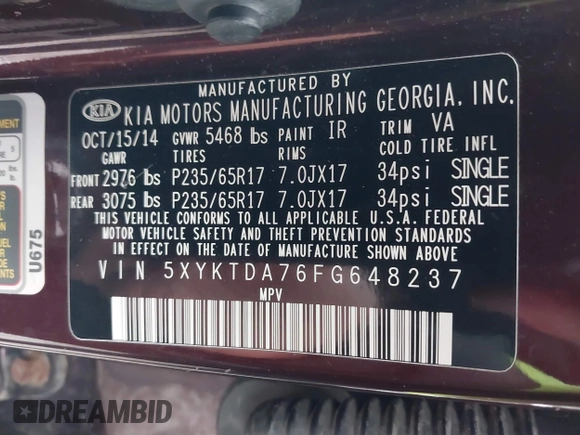 MANUFACTURED BY
KIA KIA MOTORS MANUFACTURING GEORGIA, INC.
OCT/15/14 GVWR 5468 lbs PAINT IR TRIM VA
GAWR TIRES RIMS COLD TIRE INFL
FRONT 2976 lbs P235/65R17 7.0JX17 34psi SINGLE
REAR 3075 lbs P235/65R17 7.0JX17 34psi SINGLE
THIS VEHICLE CONFORMS TO ALL APPLICABLE U.S.A. FEDERAL
MOTOR VEHICLE SAFETY AND THEFT PREVENTION STANDARDS
IN EFFECT ON THE DATE OF MANUFACTURE SHOWN ABOVE
VIN 5XYKTDA76FG648237
MPV
U675
DREAMBID